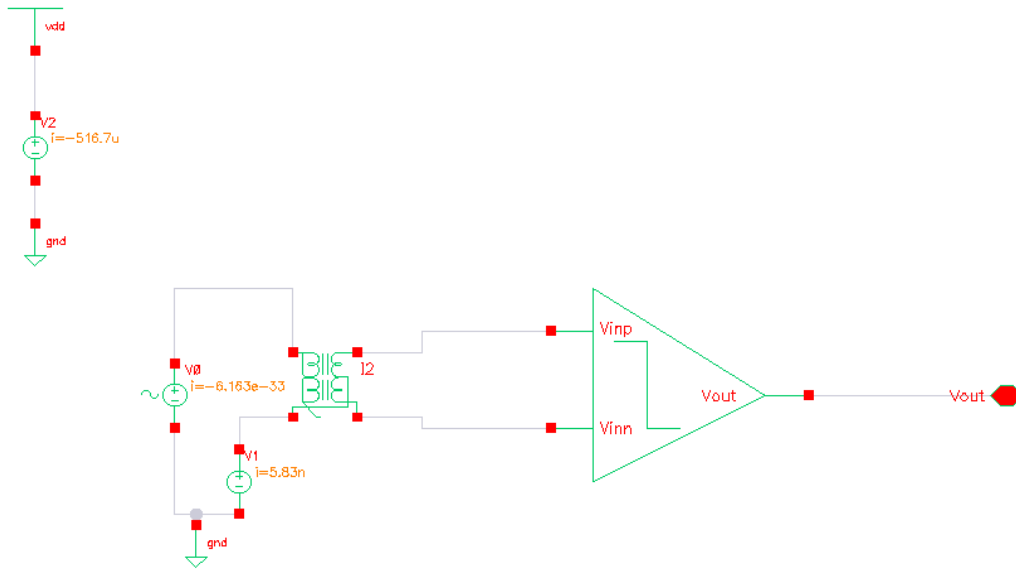 vdd
V2
i=-516.7u
gnd
V0
i=-6.163e-33
I2
V1
i=5.83n
gnd
Vinp
Vout
Vinn
Vout